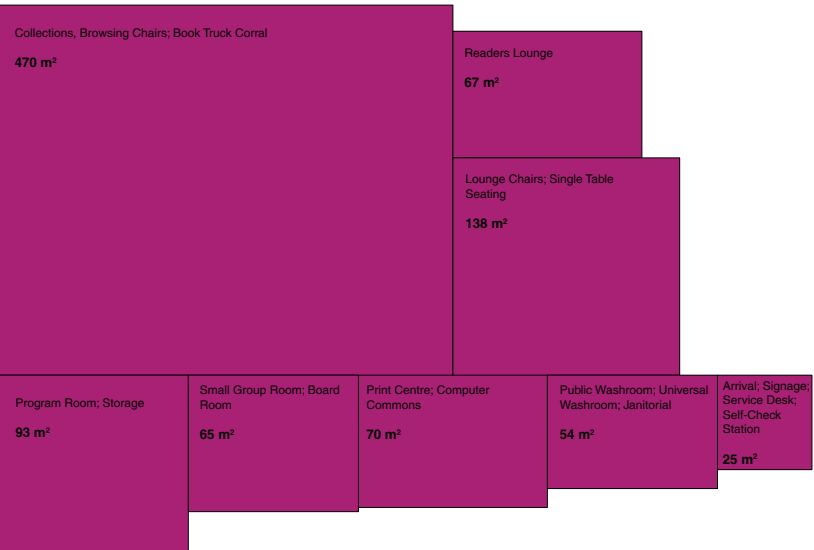 Collections, Browsing Chairs; Book Truck Corral
470 m²
Readers Lounge
67 m²
Lounge Chairs; Single Table
Seating
138 m²
Program Room; Storage
93 m²
Small Group Room; Board
Room
65 m²
Print Centre; Computer
Commons
70 m²
Public Washroom; Universal
Washroom; Janitorial
54 m²
Arrival; Signage;
Service Desk;
Self-Check
Station
25 m²